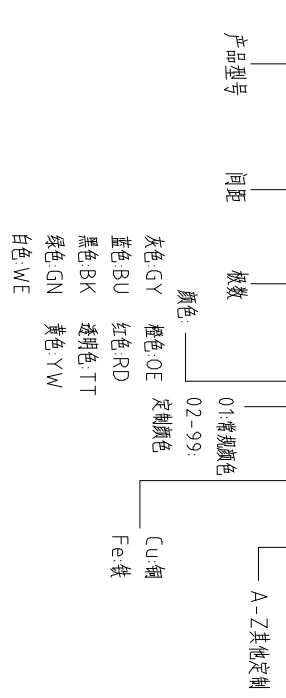 产品型号
间距
极数
颜色:
灰色:GY 橙色:OE
蓝色:BU 红色:RD
黑色:BK 透明色:TT
绿色:GN 黄色:YW
白色:WE
01:常规颜色
02-99:
定制颜色
Cu:铜
Fe:铁
A-Z其他定制